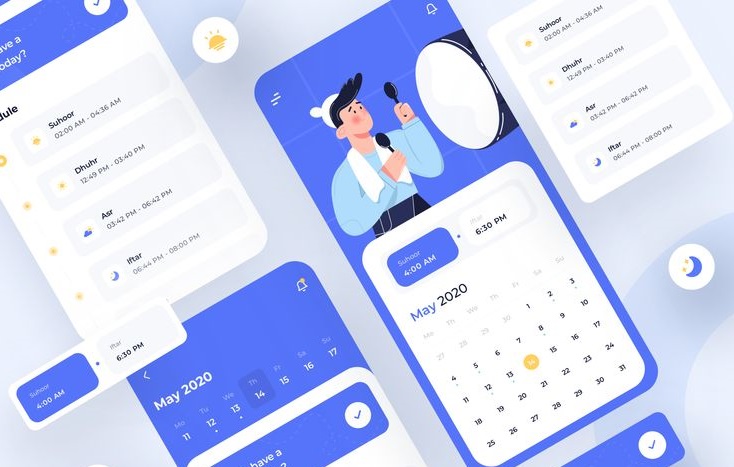 ave a
oday?
dule
Suhoor
02:00 AM - 04:36 AM
Dhuhr
12:49 PM - 03:40 PM
Asr
03:42 PM - 06:42 PM
Iftar
06:44 PM - 08:00 PM
Suhoor
4:00 AM
Iftar
6:30 PM
May 2020
Mo Tu We Th Fr Sa Su
11 12 13 14 15 16 17
have a
Suhoor
4:00 AM
Iftar
6:30 PM
May 2020
Mo Th Th Fr Sa Su
27 28 29 30 1 2 3
4 5 6 7 8 9 10
11 12 13 14 15 16 17
18 19 20 21 22 23 24
25 26 27 28 29 30 31
Suhoor
02:00 AM - 04:36 AM
Dhuhr
12:49 PM - 03:40 PM
Asr
03:42 PM - 06:42 PM
Iftar
06:44 PM - 08:00 PM